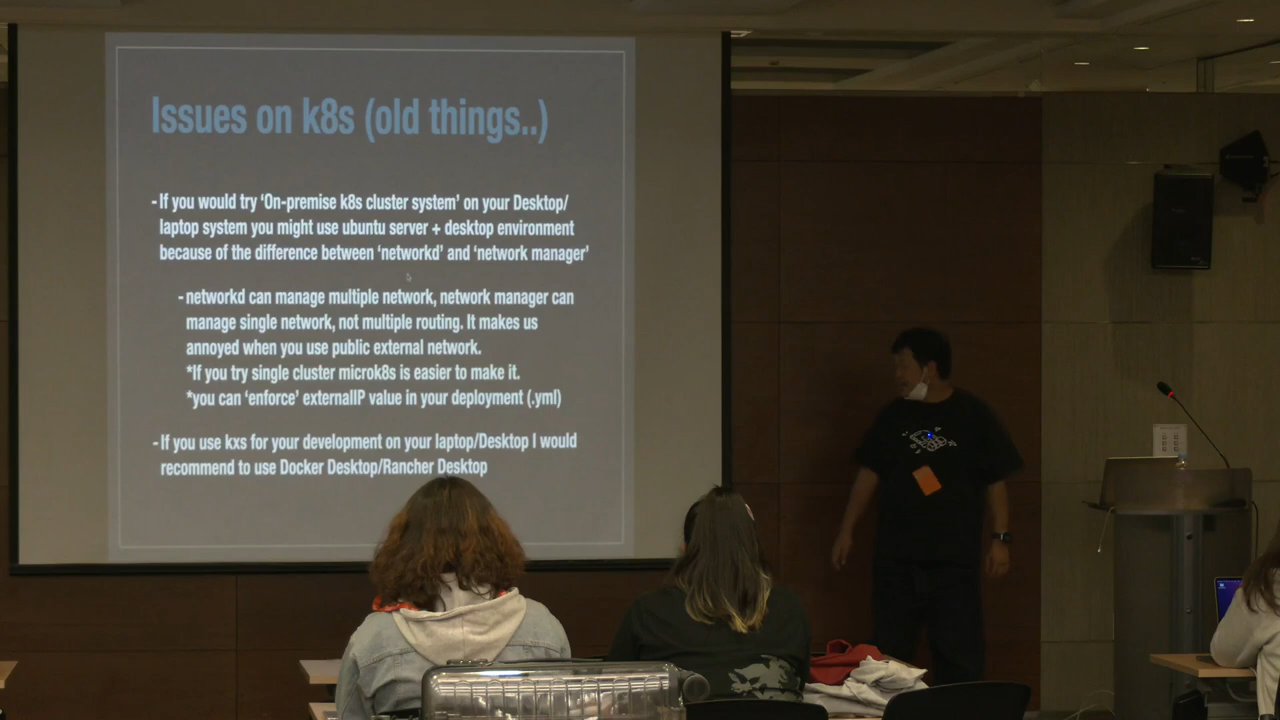 Issues on k8s (old things..)
- If you would try ‘On-premise k8s cluster system’ on your Desktop/
laptop system you might use ubuntu server + desktop environment
because of the difference between ‘networkd’ and ‘network manager’
- networkd can manage multiple network, network manager can
manage single network, not multiple routing. It makes us
annoyed when you use public external network.
*If you try single cluster microk8s is easier to make it.
*you can ‘enforce’ externalIP value in your deployment (.yml)
- If you use kxs for your development on your laptop/Desktop I would
recommend to use Docker Desktop/Rancher Desktop